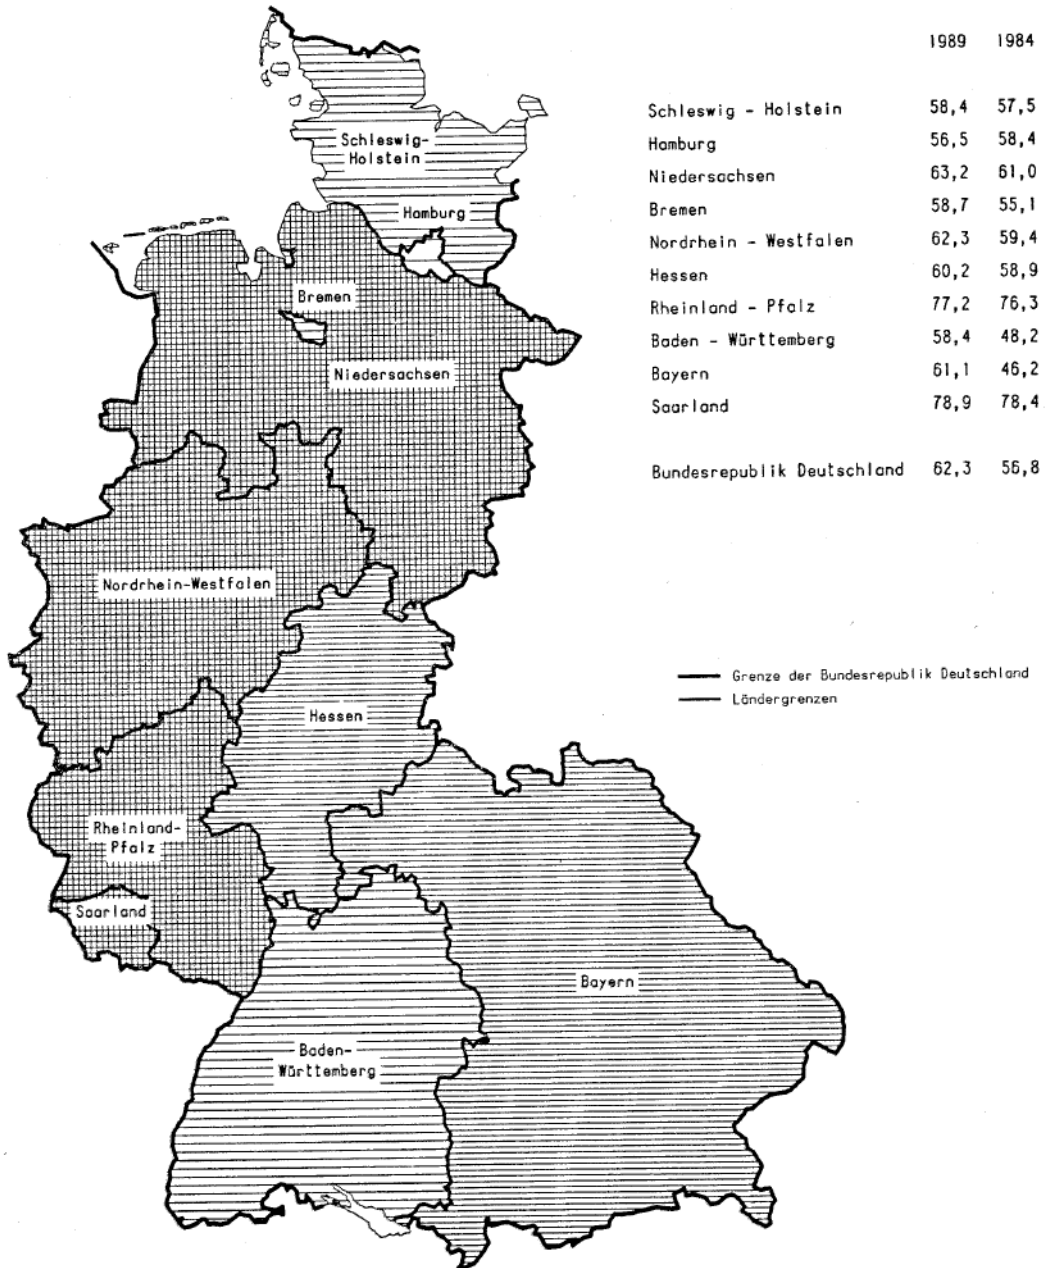 1989 1984
Schleswig - Holstein 58,4 57,5
Hamburg 56,5 58,4
Niedersachsen 63,2 61,0
Bremen 58,7 55,1
Nordrhein - Westfalen 62,3 59,4
Hessen 60,2 58,9
Rheinland - Pfalz 77,2 76,3
Baden - Württemberg 58,4 48,2
Bayern 61,1 46,2
Saarland 78,9 78,4
Bundesrepublik Deutschland 62,3 56,8
Schleswig-
Holstein
Hamburg
Bremen
Niedersachsen
Nordrhein-Westfalen
Grenze der Bundesrepublik Deutschland
Ländergrenzen
Hessen
Rheinland-
Pfalz
Saarland
Bayern
Baden-
Württemberg